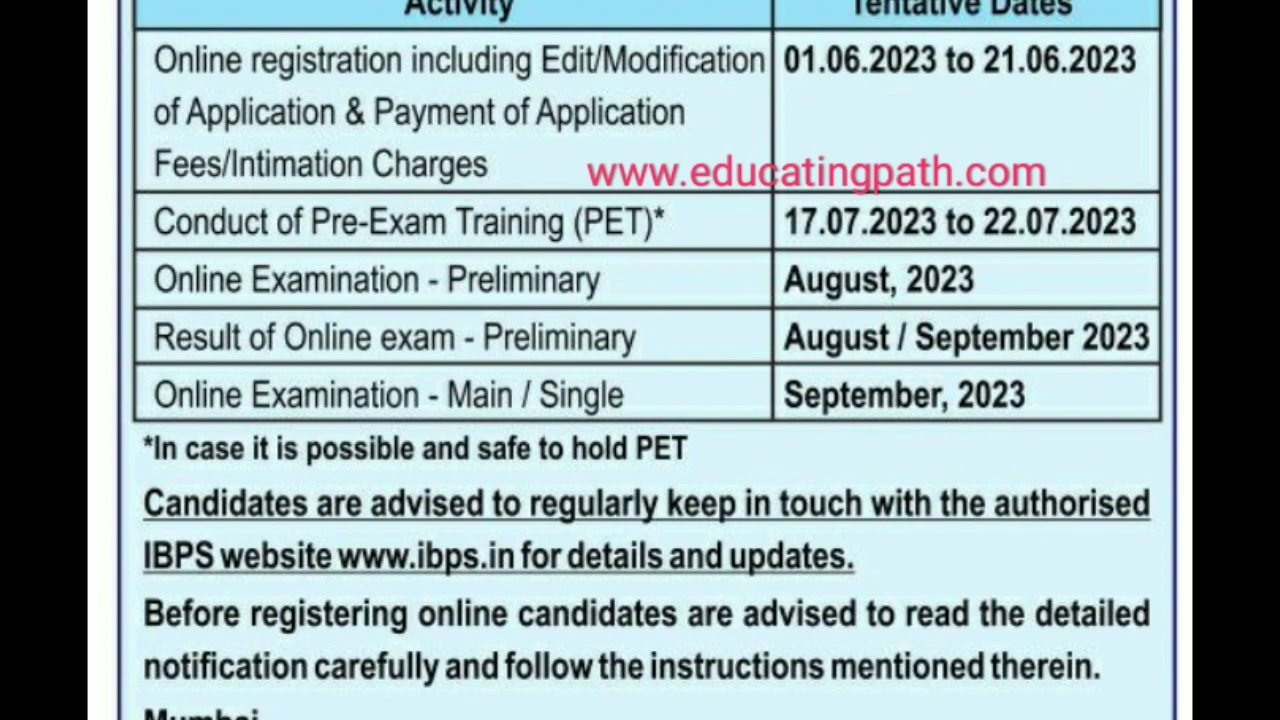 Activity Tentative Dates
Online registration including Edit/Modification 01.06.2023 to 21.06.2023
of Application & Payment of Application
Fees/Intimation Charges
www.educatingpath.com
Conduct of Pre-Exam Training (PET)* 17.07.2023 to 22.07.2023
Online Examination - Preliminary August, 2023
Result of Online exam - Preliminary August / September 2023
Online Examination - Main / Single September, 2023
*In case it is possible and safe to hold PET
Candidates are advised to regularly keep in touch with the authorised
IBPS website www.ibps.in for details and updates.
Before registering online candidates are advised to read the detailed
notification carefully and follow the instructions mentioned therein.
Mumbai